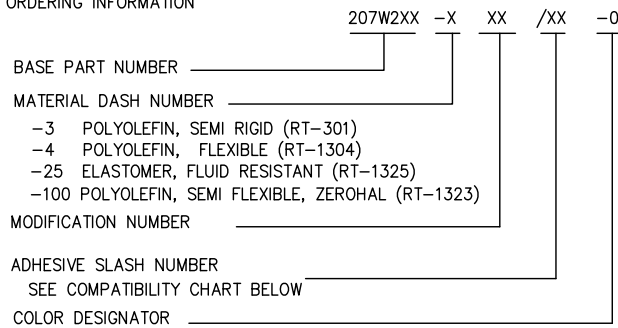 ORDERING INFORMATION
207W2XX -X XX /XX -0
BASE PART NUMBER
MATERIAL DASH NUMBER
-3 POLYOLEFIN, SEMI RIGID (RT-301)
-4 POLYOLEFIN, FLEXIBLE (RT-1304)
-25 ELASTOMER, FLUID RESISTANT (RT-1325)
-100 POLYOLEFIN, SEMI FLEXIBLE, ZEROHAL (RT-1323)
MODIFICATION NUMBER
ADHESIVE SLASH NUMBER
SEE COMPATIBILITY CHART BELOW
COLOR DESIGNATOR